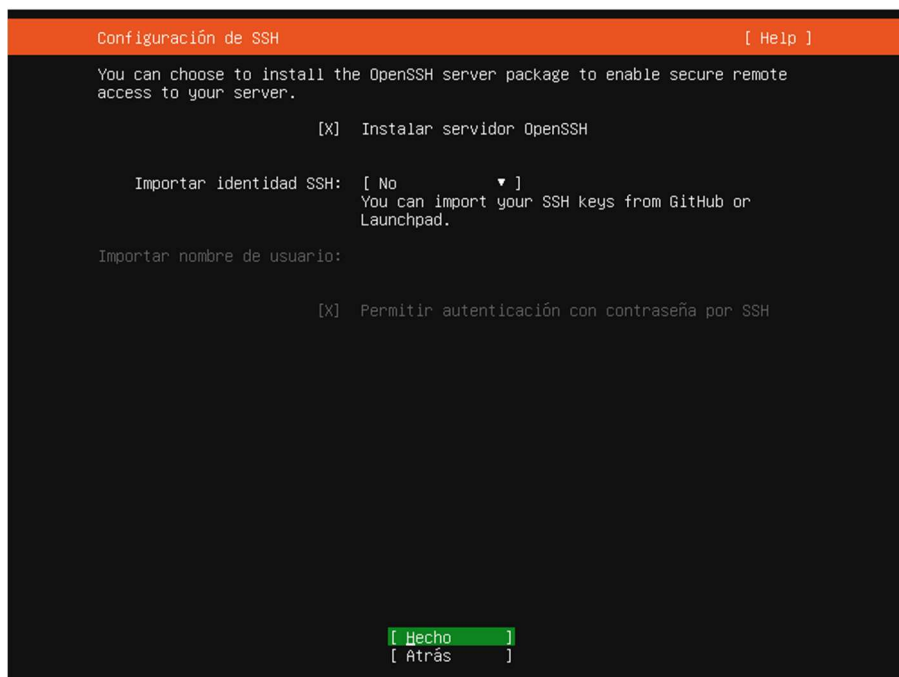 Configuración de SSH [ Help ]
You can choose to install the OpenSSH server package to enable secure remote
access to your server.
[X] Instalar servidor OpenSSH
Importar identidad SSH: [ No ▼ ]
You can import your SSH keys from GitHub or
Launchpad.
Importar nombre de usuario:
[X] Permitir autenticación con contraseña por SSH
[ Hecho ]
[ Atrás ]